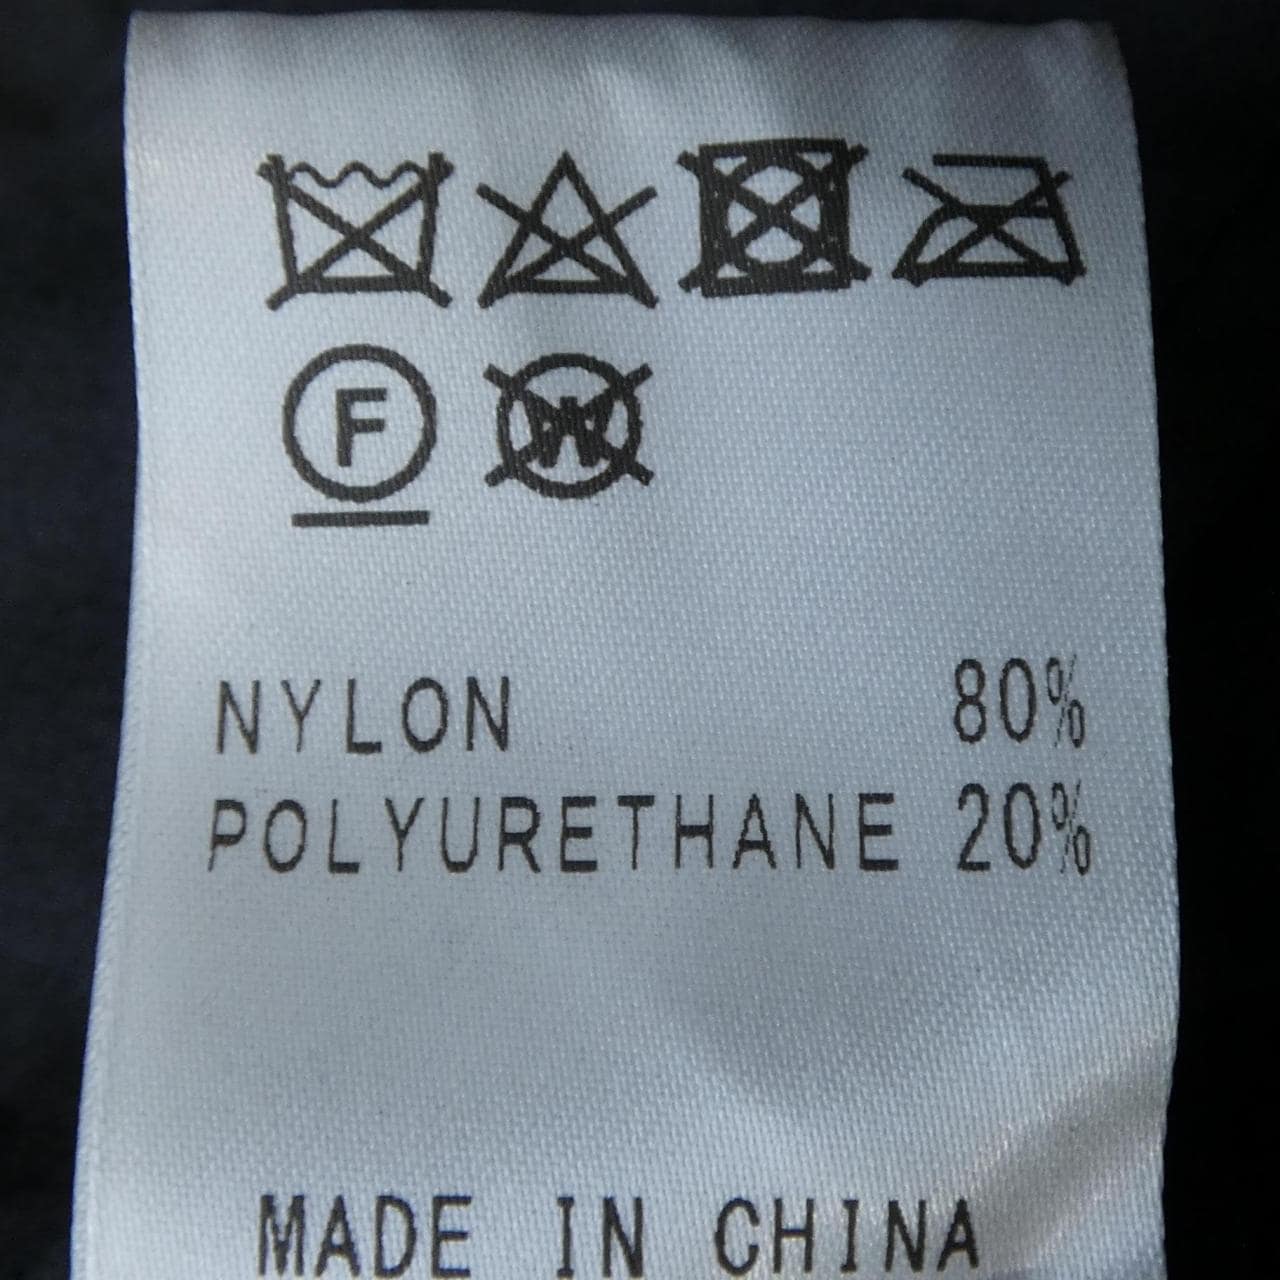 F W
NYLON 80%
POLYURETHANE 20%
MADE IN CHINA